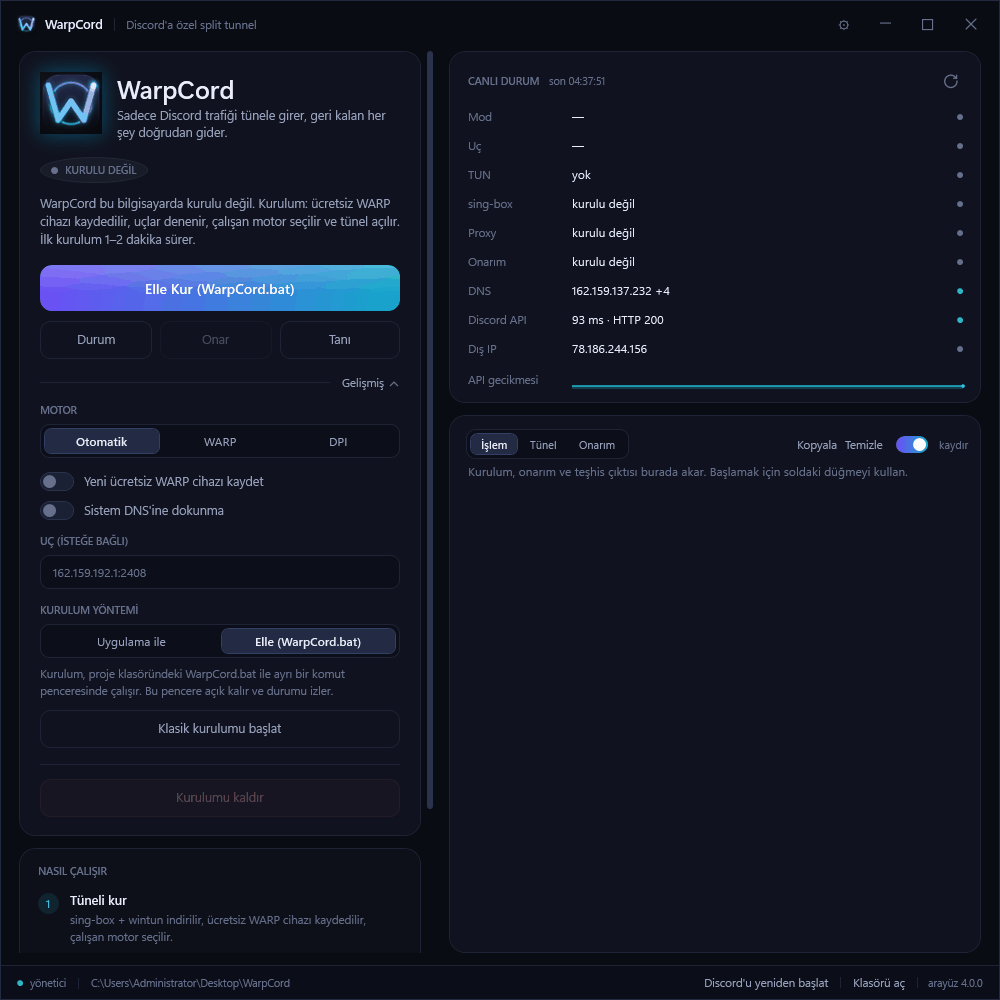 WarpCord
Discord'a özel split tunnel
WarpCord
Sadece Discord trafiği tünele girer, geri kalan her
şey doğrudan gider.
KURULU DEĞİL
WarpCord bu bilgisayarda kurulu değil. Kurulum: ücretsiz WARP
cihazı kaydedilir, uçlar denenir, çalışan motor seçilir ve tünel açılır.
İlk kurulum 1–2 dakika sürer.
Elle Kur (WarpCord.bat)
Durum
Onar
Tanı
Gelişmiş
MOTOR
Otomatik
WARP
DPI
Yeni ücretsiz WARP cihazı kaydet
Sistem DNS'ine dokunma
UÇ (İSTEĞE BAĞLI)
162.159.192.1:2408
KURULUM YÖNTEMİ
Uygulama ile
Elle (WarpCord.bat)
Kurulum, proje klasöründeki WarpCord.bat ile ayrı bir komut
penceresinde çalışır. Bu pencere açık kalır ve durumu izler.
Klasik kurulumu başlat
Kurulumu kaldır
NASIL ÇALIŞIR
1
Tüneli kur
sing-box + wintun indirilir, ücretsiz WARP cihazı kaydedilir,
çalışan motor seçilir.
CANLI DURUM son 04:37:51
Mod —
Uç —
TUN yok
sing-box kurulu değil
Proxy kurulu değil
Onarım kurulu değil
DNS 162.159.137.232 +4
Discord API 93 ms · HTTP 200
Dış IP 78.186.244.156
API gecikmesi
İşlem
Tünel
Onarım
Kopyala
Temizle
kaydır
Kurulum, onarım ve teşhis çıktısı burada akar. Başlamak için soldaki düğmeyi kullan.
yönetici
C:\Users\Administrator\Desktop\WarpCord
Discord'u yeniden başlat
Klasörü aç
arayüz 4.0.0